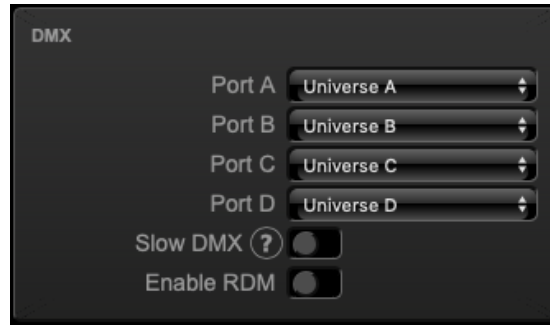 DMX
Port A Universe A
Port B Universe B
Port C Universe C
Port D Universe D
Slow DMX ?
Enable RDM